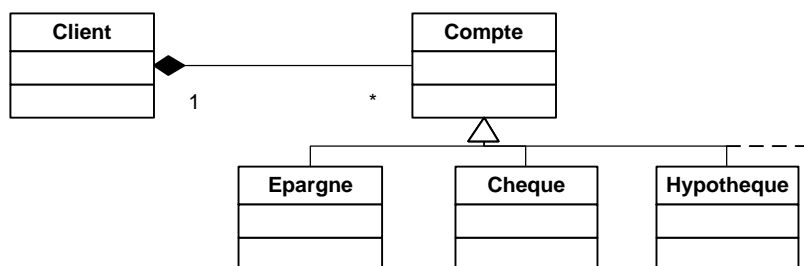 Client
Compte
1
*
Epargne
Cheque
Hypotheque